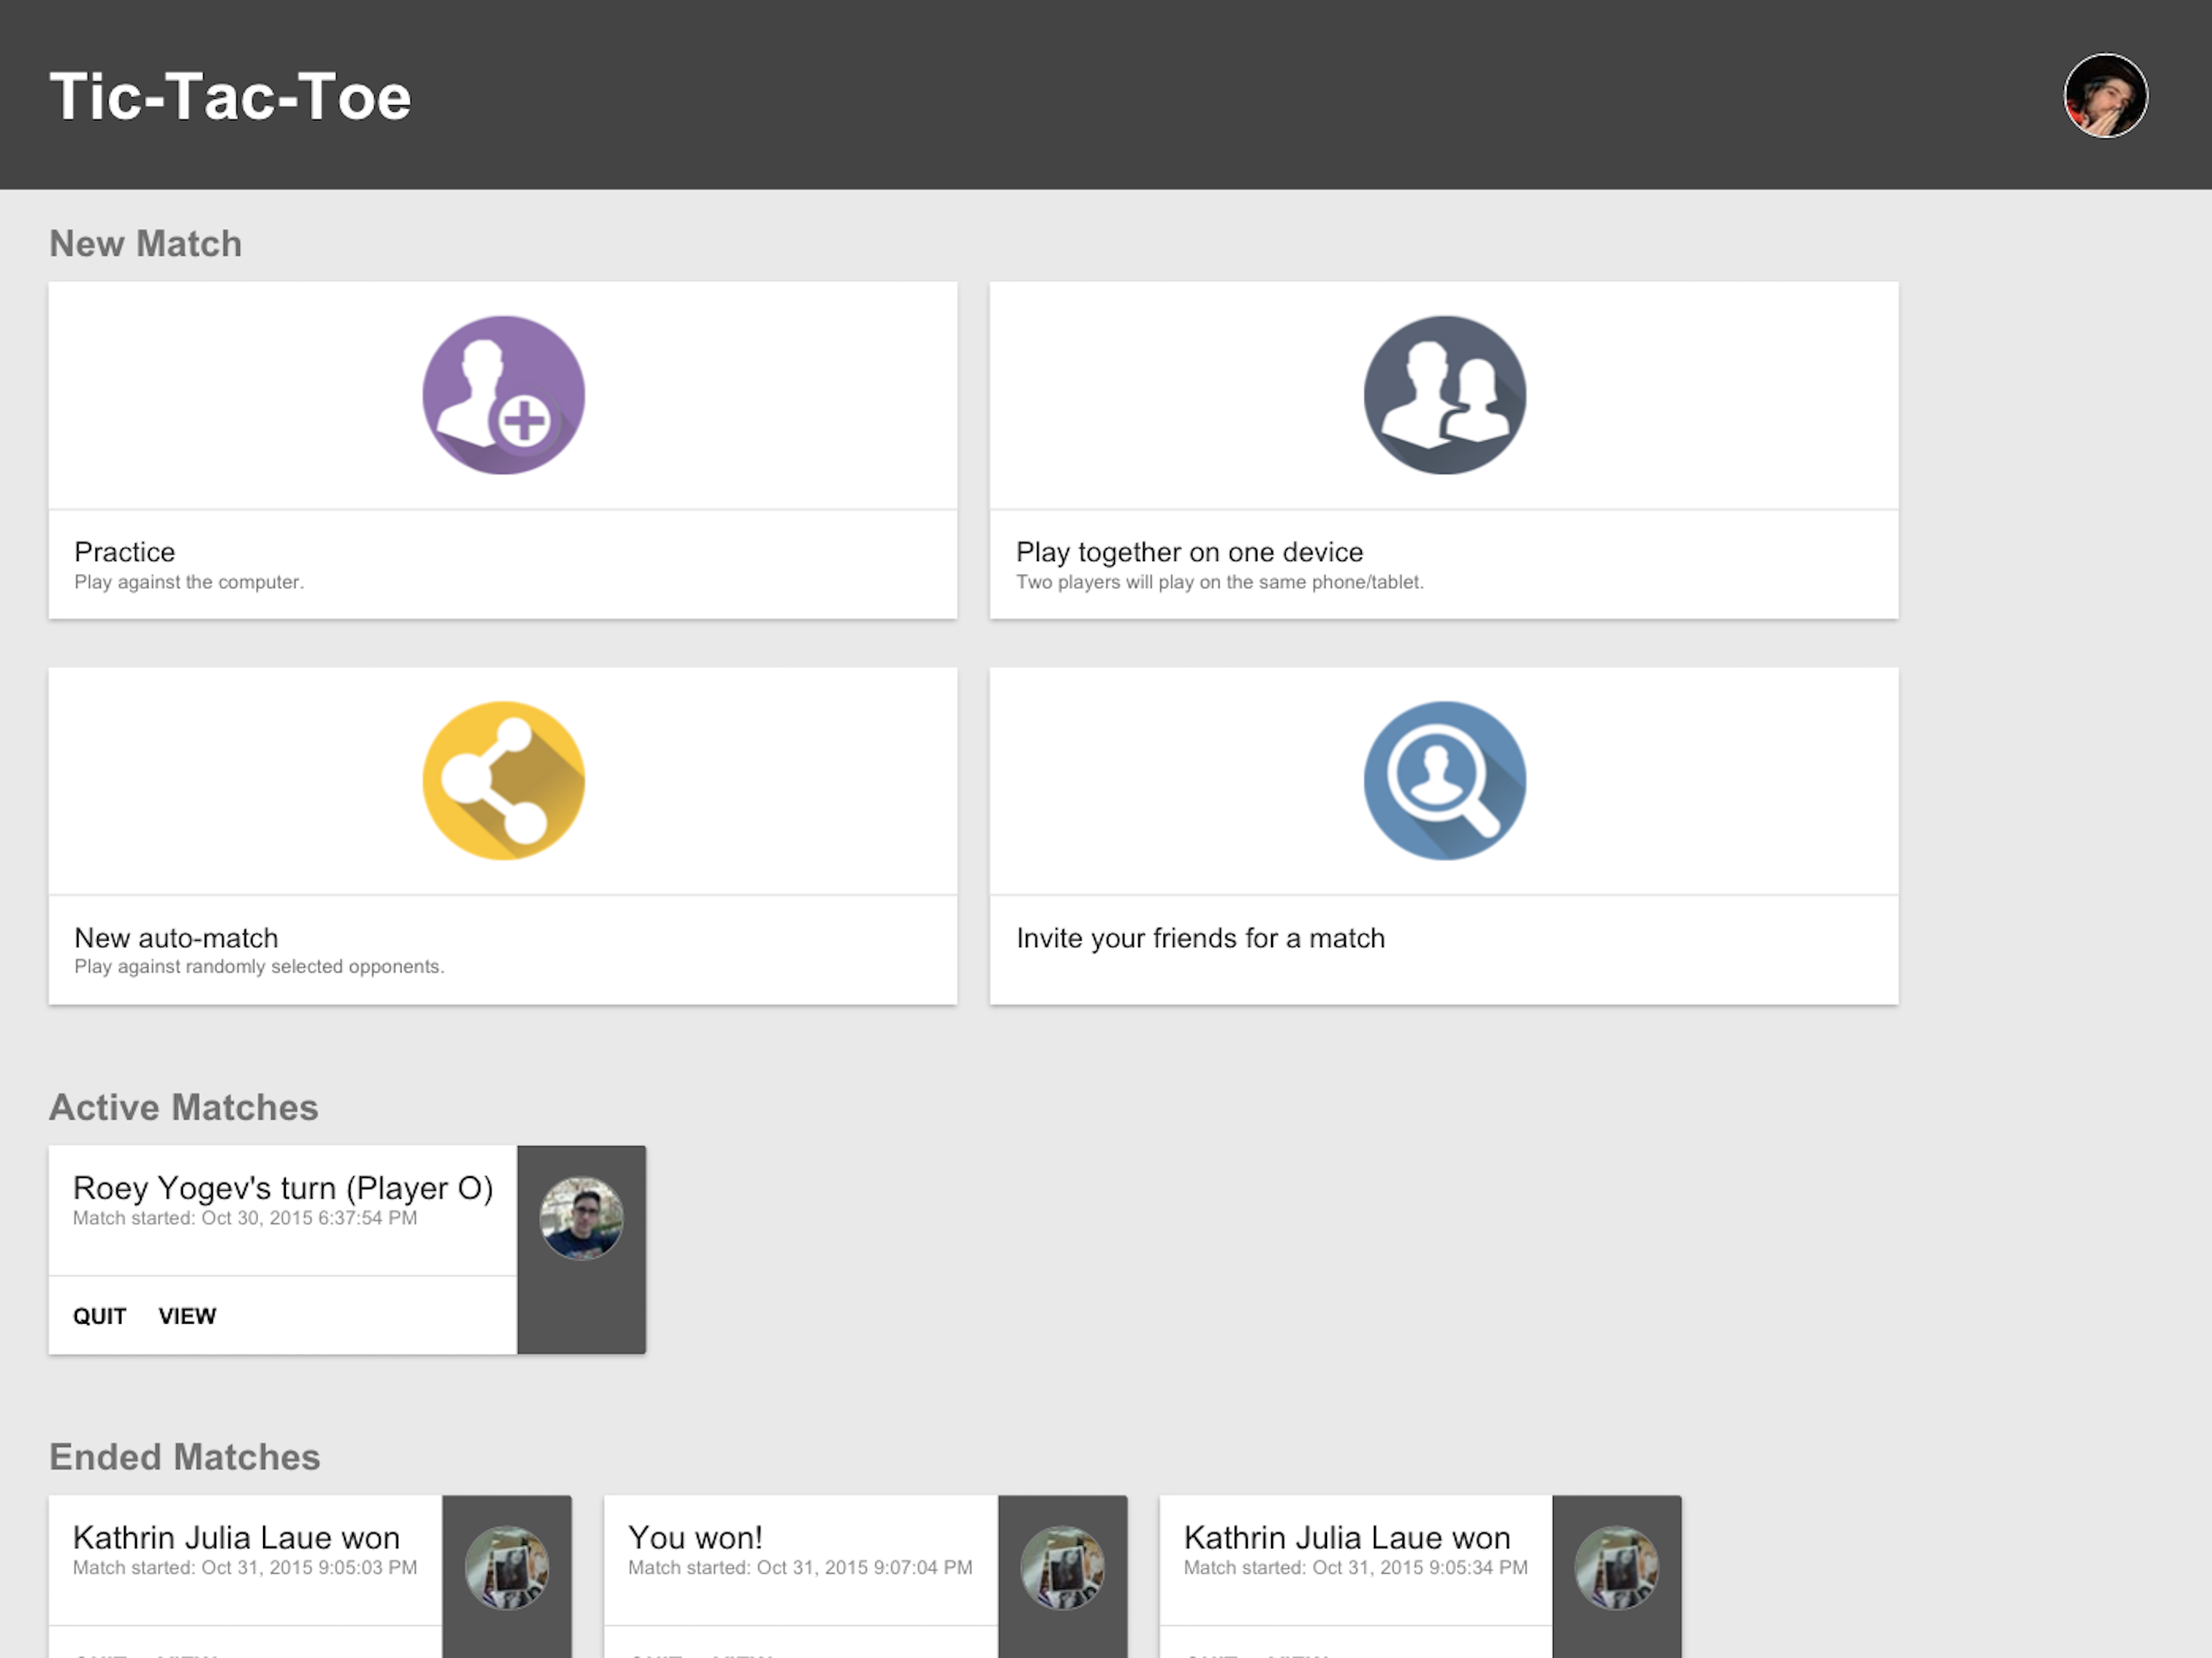 Tic-Tac-Toe
New Match
Practice
Play against the computer.
Play together on one device
Two players will play on the same phone/tablet.
New auto-match
Play against randomly selected opponents.
Invite your friends for a match
Active Matches
Roey Yogev's turn (Player O)
Match started: Oct 30, 2015 6:37:54 PM
QUIT VIEW
Ended Matches
Kathrin Julia Laue won
Match started: Oct 31, 2015 9:05:03 PM
You won!
Match started: Oct 31, 2015 9:07:04 PM
Kathrin Julia Laue won
Match started: Oct 31, 2015 9:05:34 PM